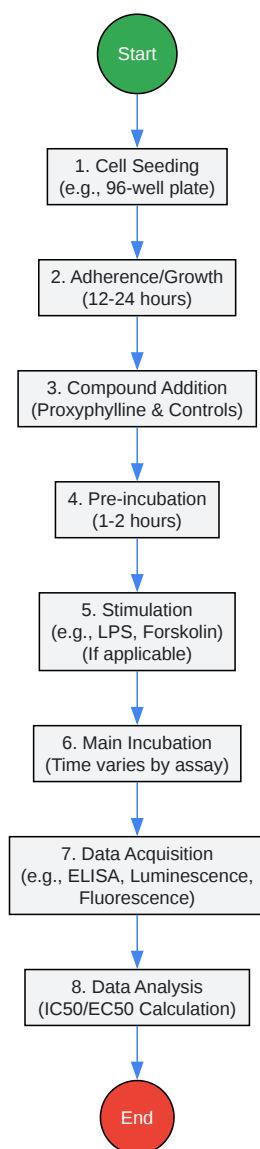 Start
1. Cell Seeding
(e.g., 96-well plate)
2. Adherence/Growth
(12-24 hours)
3. Compound Addition
(Proxyphylline & Controls)
4. Pre-incubation
(1-2 hours)
5. Stimulation
(e.g., LPS, Forskolin)
(If applicable)
6. Main Incubation
(Time varies by assay)
7. Data Acquisition
(e.g., ELISA, Luminescence,
Fluorescence)
8. Data Analysis
(IC50/EC50 Calculation)
End